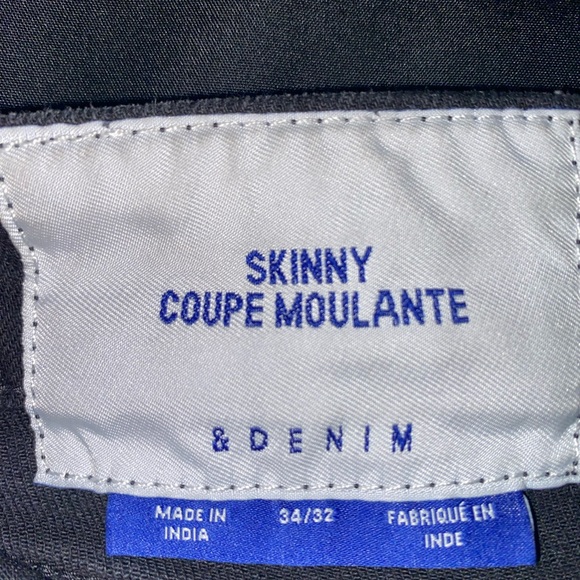 SKINNY
COUPE MOULANTE
& DENIM
MADE IN
INDIA
34/32
FABRIQUÉ EN
INDE